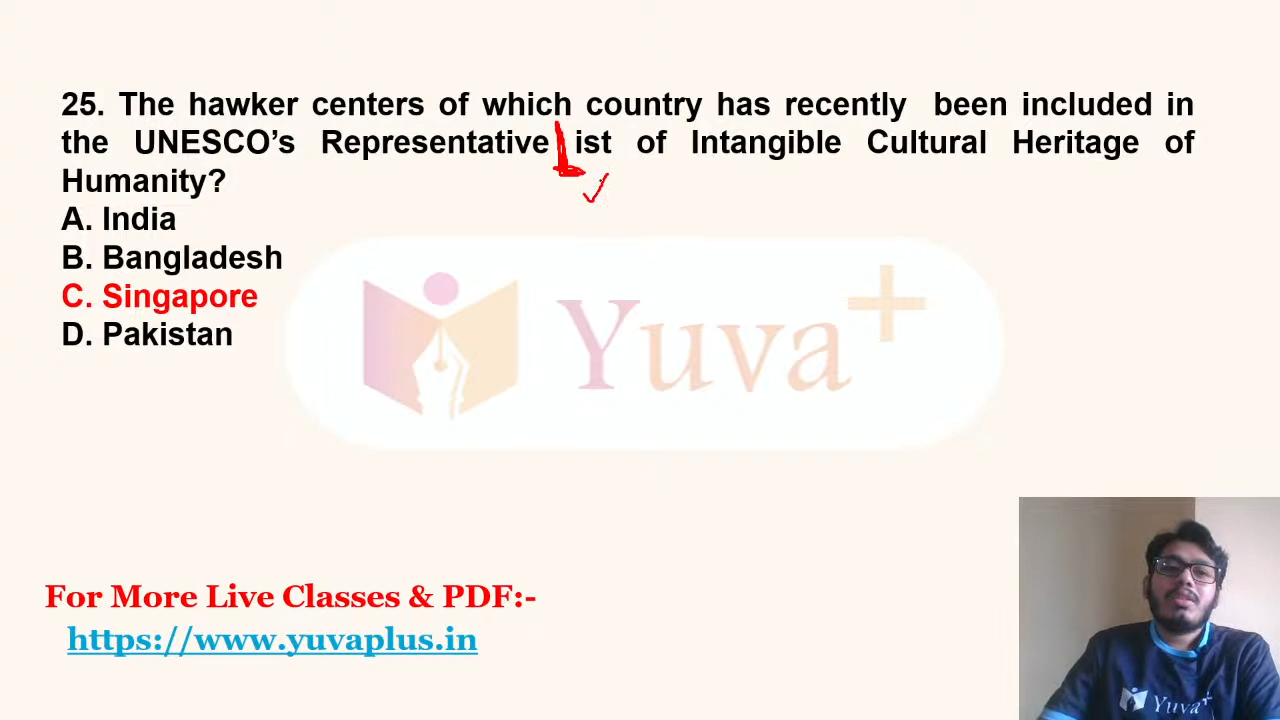 25. The hawker centers of which country has recently been included in
the UNESCO’s Representative List of Intangible Cultural Heritage of
Humanity?
A. India
B. Bangladesh
C. Singapore
D. Pakistan
Yuva+
For More Live Classes & PDF:-
https://www.yuvaplus.in
Yuva+